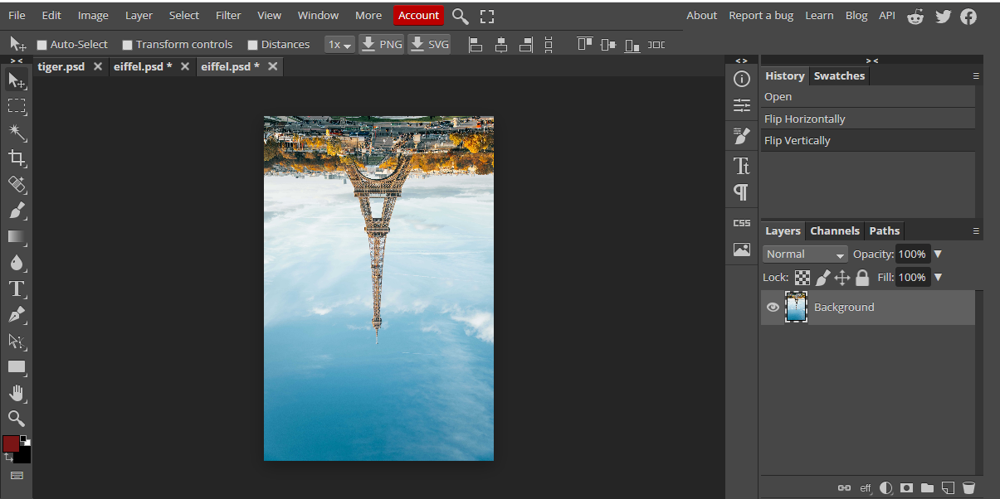 File Edit Image Layer Select Filter View Window More Account About Report a bug Learn Blog API
Auto-Select Transform controls Distances 1x PNG SVG
> < < > > <
tiger.psd eiffel.psd * eiffel.psd *
History Swatches
Open
Flip Horizontally
Flip Vertically
CSS
Layers Channels Paths
Normal Opacity: 100%
Lock: Fill: 100%
Background
eff